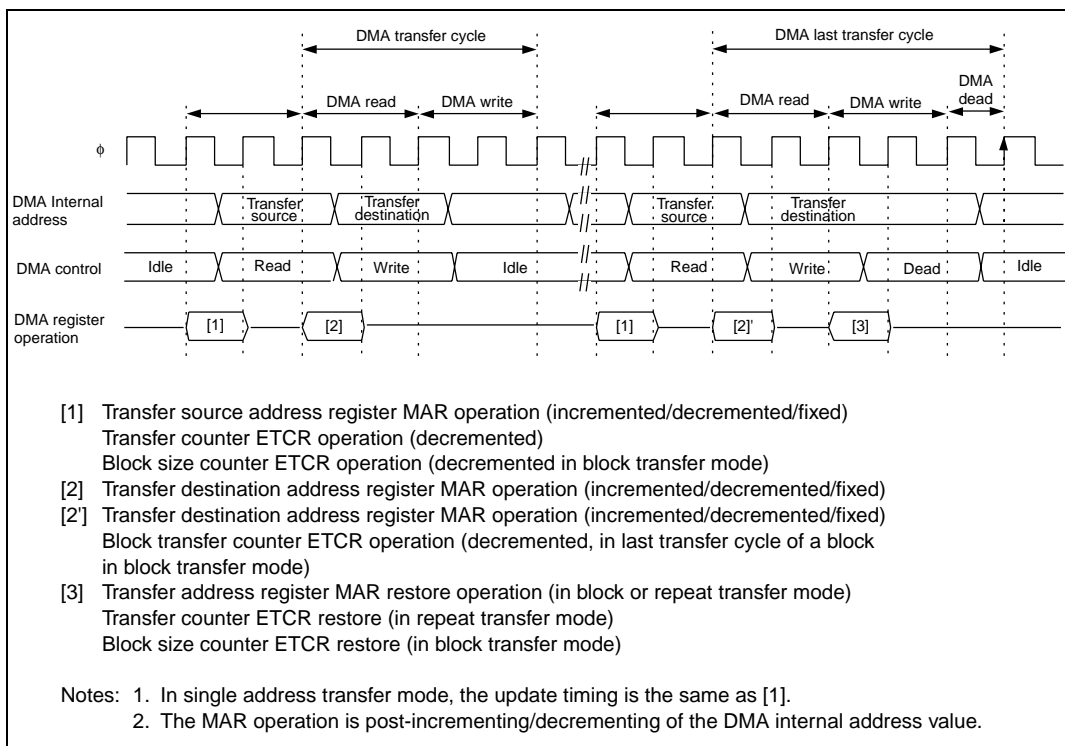 DMA transfer cycle DMA last transfer cycle
DMA read DMA write DMA read DMA write DMA dead
ϕ
DMA Internal address Transfer source Transfer destination Transfer source Transfer destination
DMA control Idle Read Write Idle Read Write Dead Idle
DMA register operation [1] [2] [1] [2]' [3]
[1] Transfer source address register MAR operation (incremented/decremented/fixed)
Transfer counter ETCR operation (decremented)
Block size counter ETCR operation (decremented in block transfer mode)
[2] Transfer destination address register MAR operation (incremented/decremented/fixed)
[2'] Transfer destination address register MAR operation (incremented/decremented/fixed)
Block transfer counter ETCR operation (decremented, in last transfer cycle of a block
in block transfer mode)
[3] Transfer address register MAR restore operation (in block or repeat transfer mode)
Transfer counter ETCR restore (in repeat transfer mode)
Block size counter ETCR restore (in block transfer mode)
Notes: 1. In single address transfer mode, the update timing is the same as [1].
2. The MAR operation is post-incrementing/decrementing of the DMA internal address value.